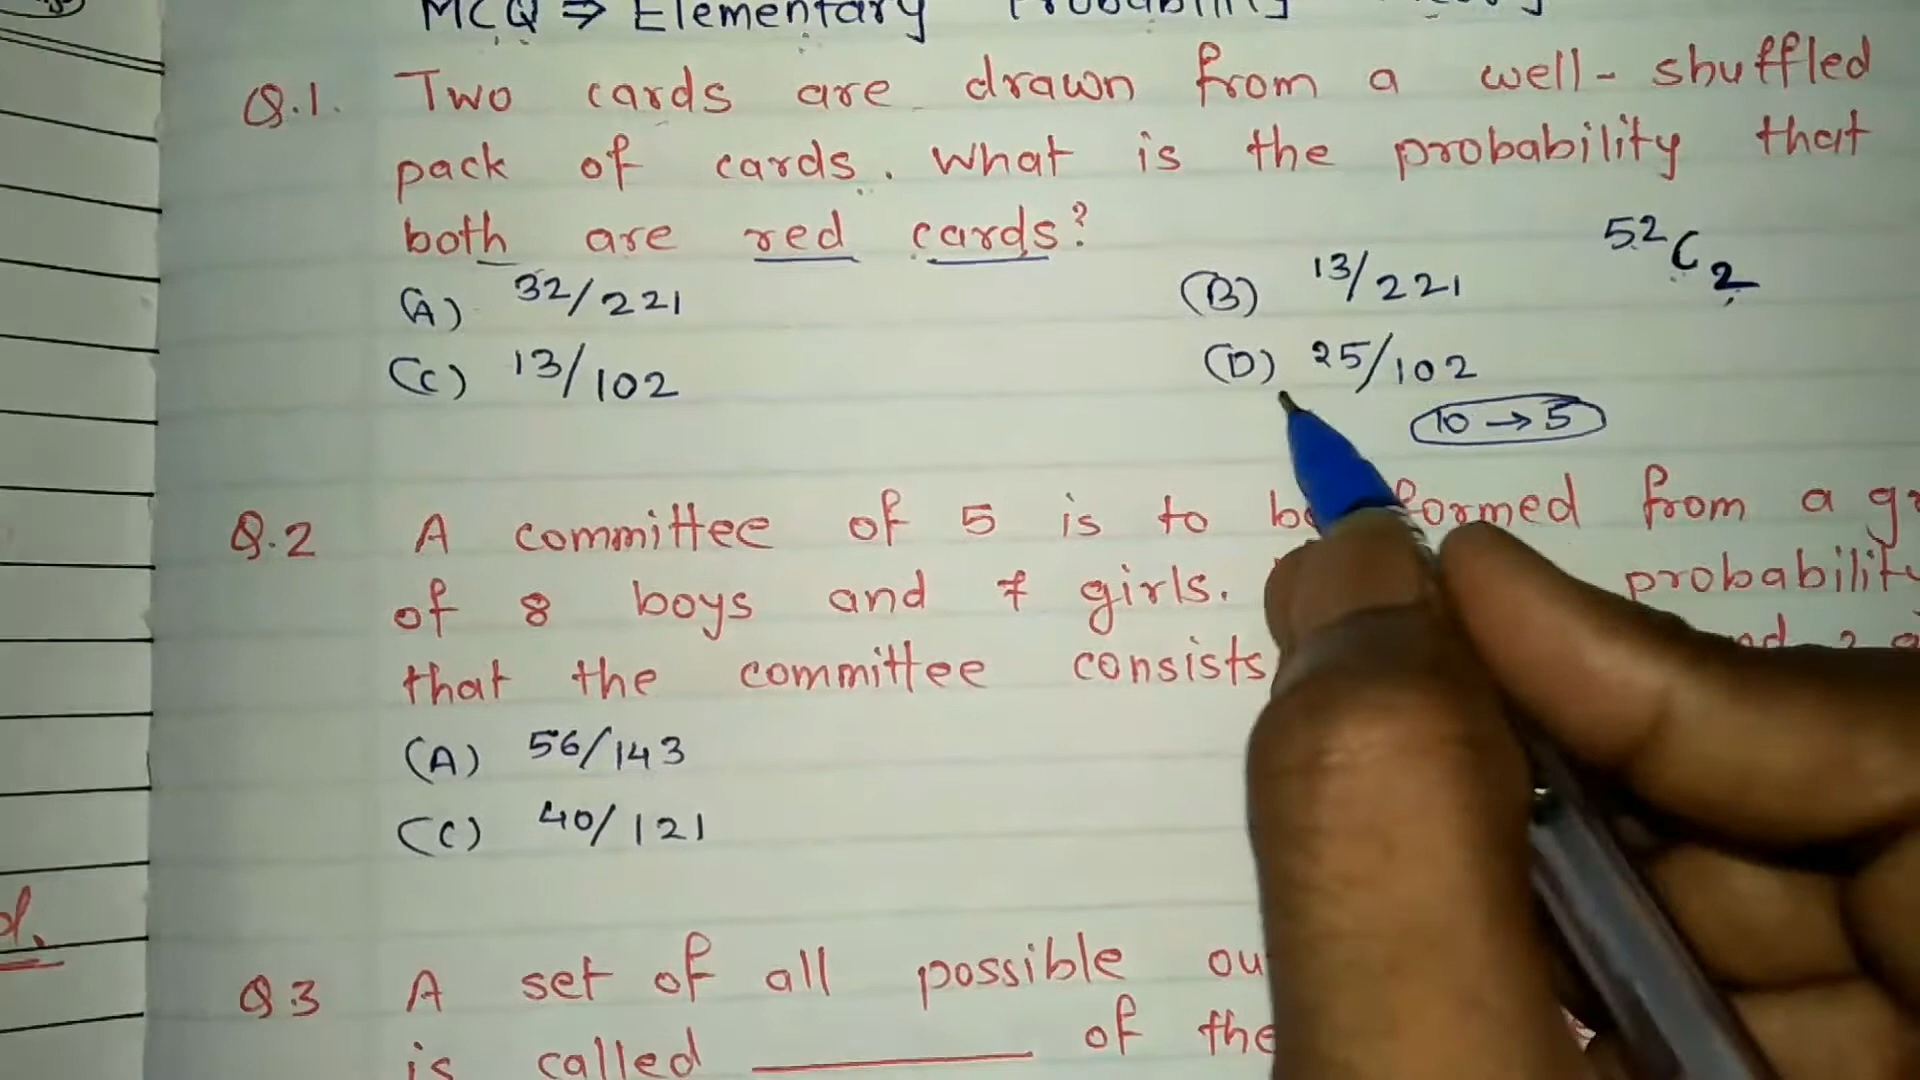 MCQ ⇒ Elementary Probability
Q.1. Two cards are drawn from a well-shuffled
pack of cards. What is the probability that
both are red cards?
52C2
(A) 32/221 (B) 13/221
(C) 13/102 (D) 25/102
10 → 5
Q.2 A committee of 5 is to be formed from a
of 8 boys and 7 girls. probability
that the committee consists 2
(A) 56/143
(C) 40/121
d.
Q3 A set of all possible
is called ________ of the